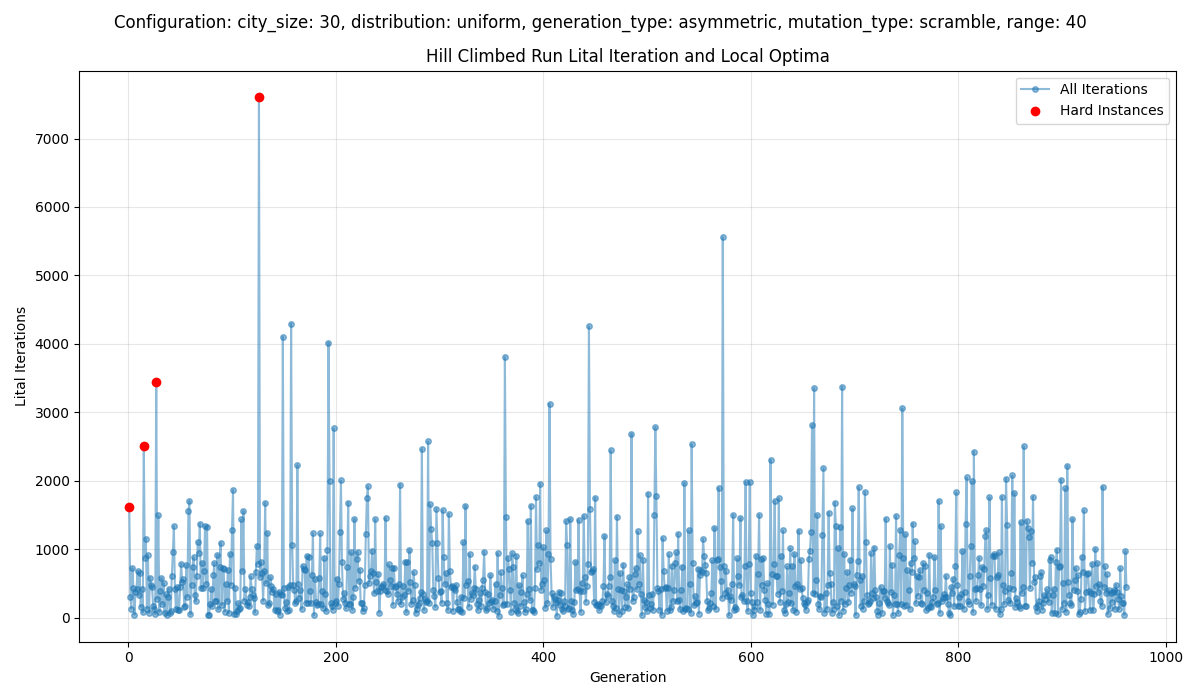 Configuration: city_size: 30, distribution: uniform, generation_type: asymmetric, mutation_type: scramble, range: 40
Hill Climbed Run Lital Iteration and Local Optima
All Iterations
Hard Instances
7000
6000
5000
4000
3000
2000
1000
0
Lital Iterations
0 200 400 600 800 1000
Generation